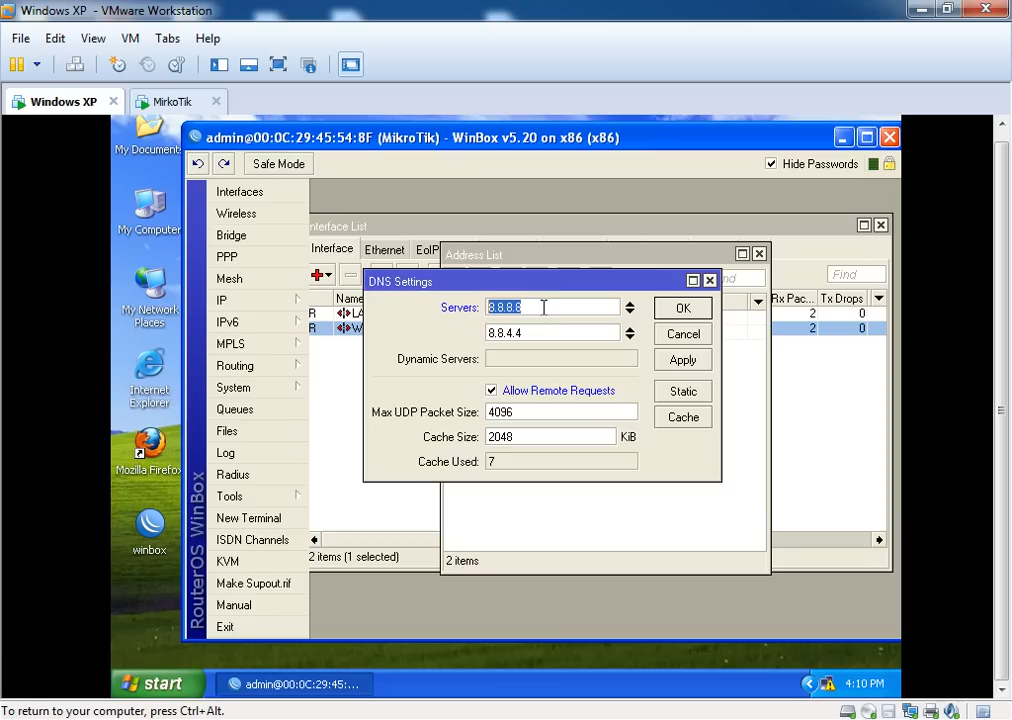 Windows XP - VMware Workstation
File Edit View VM Tabs Help
Windows XP
MirkoTik
My Documents
My Computer
My Network
Places
Internet
Explorer
Mozilla Firefox
winbox
admin@00:0C:29:45:54:8F (MikroTik) - WinBox v5.20 on x86 (x86)
Safe Mode
Hide Passwords
RouterOS WinBox
Interfaces
Wireless
Bridge
PPP
Mesh
IP
IPv6
MPLS
Routing
System
Queues
Files
Log
Radius
Tools
New Terminal
ISDN Channels
KVM
Make Supout.rif
Manual
Exit
Interface List
Interface Ethernet EoIP
Find
Name
Rx Pac... Tx Drops
R LA 2 0
R W 2 0
2 items (1 selected)
Address List
2 items
DNS Settings
Servers: 8.8.8.8
8.8.4.4
Dynamic Servers:
Allow Remote Requests
Max UDP Packet Size: 4096
Cache Size: 2048 KiB
Cache Used: 7
OK
Cancel
Apply
Static
Cache
start
admin@00:0C:29:45:...
4:10 PM
To return to your computer, press Ctrl+Alt.